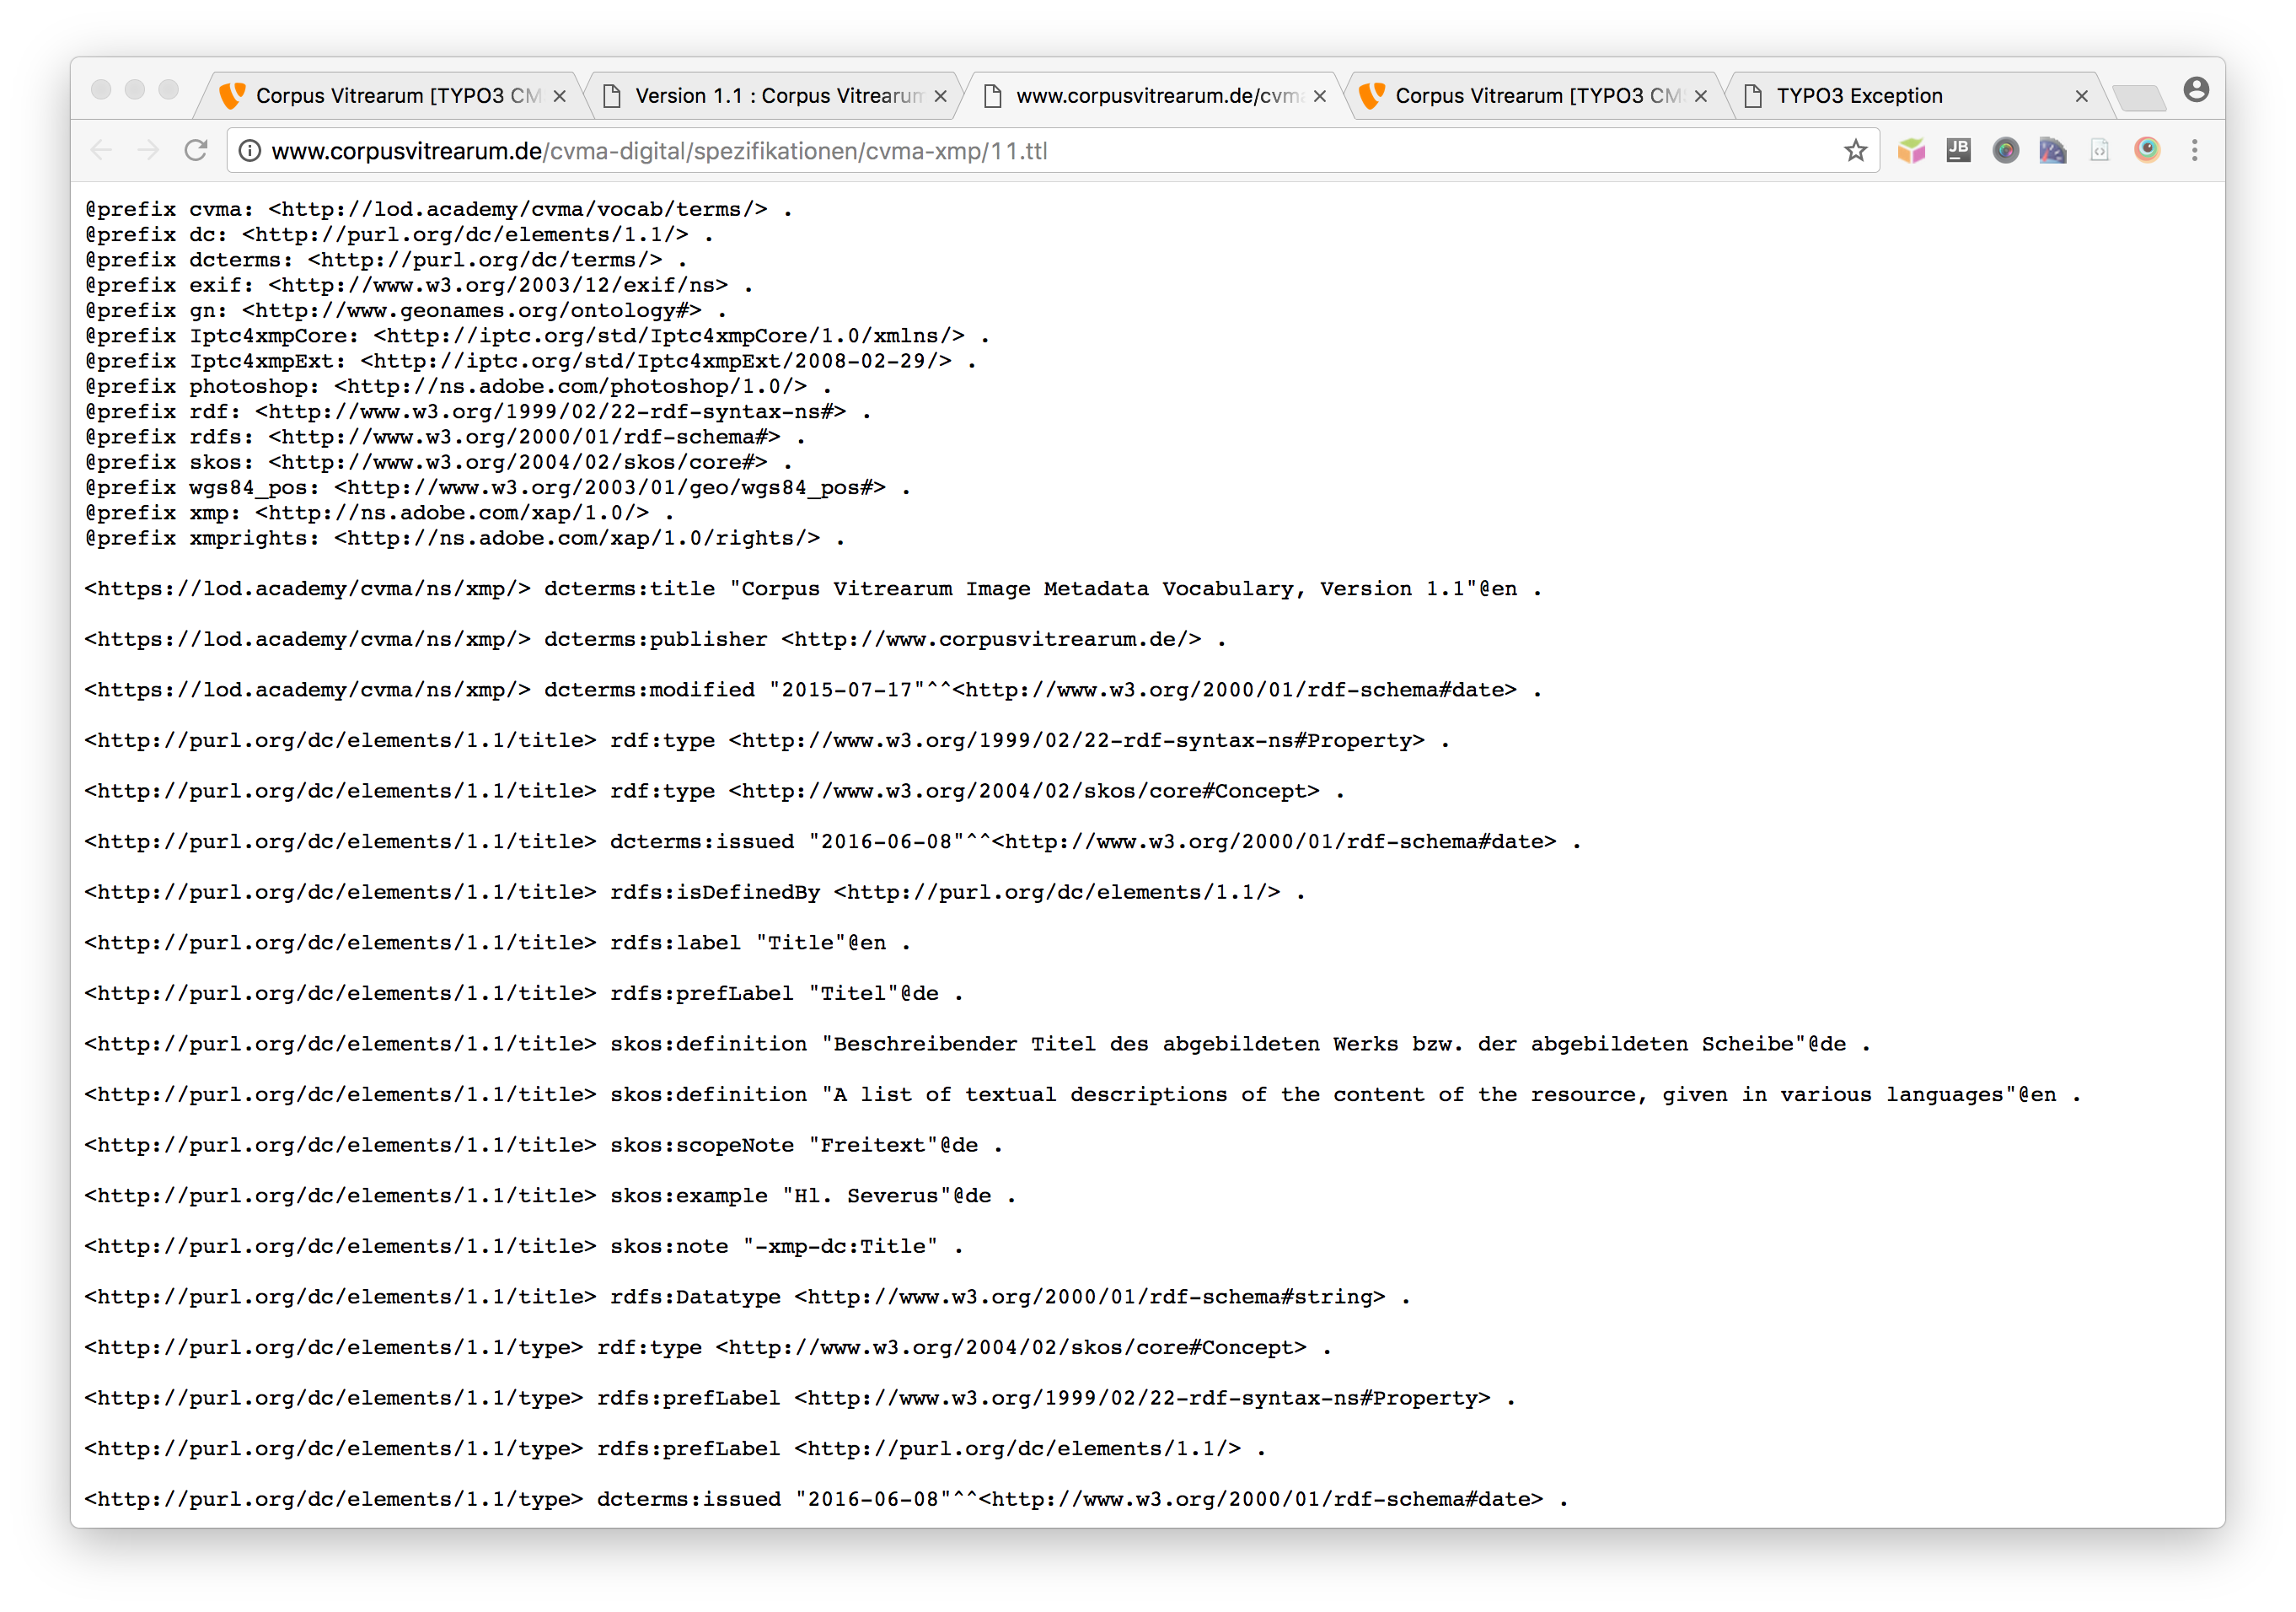 Corpus Vitrearum [TYPO3 CM
Version 1.1 : Corpus Vitrearum
www.corpusvitrearum.de/cvma
Corpus Vitrearum [TYPO3 CMS
TYPO3 Exception
www.corpusvitrearum.de/cvma-digital/spezifikationen/cvma-xmp/11.ttl
JB
@prefix cvma: <http://lod.academy/cvma/vocab/terms/> .
@prefix dc: <http://purl.org/dc/elements/1.1/> .
@prefix dcterms: <http://purl.org/dc/terms/> .
@prefix exif: <http://www.w3.org/2003/12/exif/ns> .
@prefix gn: <http://www.geonames.org/ontology#> .
@prefix Iptc4xmpCore: <http://iptc.org/std/Iptc4xmpCore/1.0/xmlns/> .
@prefix Iptc4xmpExt: <http://iptc.org/std/Iptc4xmpExt/2008-02-29/> .
@prefix photoshop: <http://ns.adobe.com/photoshop/1.0/> .
@prefix rdf: <http://www.w3.org/1999/02/22-rdf-syntax-ns#> .
@prefix rdfs: <http://www.w3.org/2000/01/rdf-schema#> .
@prefix skos: <http://www.w3.org/2004/02/skos/core#> .
@prefix wgs84_pos: <http://www.w3.org/2003/01/geo/wgs84_pos#> .
@prefix xmp: <http://ns.adobe.com/xap/1.0/> .
@prefix xmprights: <http://ns.adobe.com/xap/1.0/rights/> .
<https://lod.academy/cvma/ns/xmp/> dcterms:title "Corpus Vitrearum Image Metadata Vocabulary, Version 1.1"@en .
<https://lod.academy/cvma/ns/xmp/> dcterms:publisher <http://www.corpusvitrearum.de/> .
<https://lod.academy/cvma/ns/xmp/> dcterms:modified "2015-07-17"^^<http://www.w3.org/2000/01/rdf-schema#date> .
<http://purl.org/dc/elements/1.1/title> rdf:type <http://www.w3.org/1999/02/22-rdf-syntax-ns#Property> .
<http://purl.org/dc/elements/1.1/title> rdf:type <http://www.w3.org/2004/02/skos/core#Concept> .
<http://purl.org/dc/elements/1.1/title> dcterms:issued "2016-06-08"^^<http://www.w3.org/2000/01/rdf-schema#date> .
<http://purl.org/dc/elements/1.1/title> rdfs:isDefinedBy <http://purl.org/dc/elements/1.1/> .
<http://purl.org/dc/elements/1.1/title> rdfs:label "Title"@en .
<http://purl.org/dc/elements/1.1/title> rdfs:prefLabel "Titel"@de .
<http://purl.org/dc/elements/1.1/title> skos:definition "Beschreibender Titel des abgebildeten Werks bzw. der abgebildeten Scheibe"@de .
<http://purl.org/dc/elements/1.1/title> skos:definition "A list of textual descriptions of the content of the resource, given in various languages"@en .
<http://purl.org/dc/elements/1.1/title> skos:scopeNote "Freitext"@de .
<http://purl.org/dc/elements/1.1/title> skos:example "Hl. Severus"@de .
<http://purl.org/dc/elements/1.1/title> skos:note "-xmp-dc:Title" .
<http://purl.org/dc/elements/1.1/title> rdfs:Datatype <http://www.w3.org/2000/01/rdf-schema#string> .
<http://purl.org/dc/elements/1.1/type> rdf:type <http://www.w3.org/2004/02/skos/core#Concept> .
<http://purl.org/dc/elements/1.1/type> rdfs:prefLabel <http://www.w3.org/1999/02/22-rdf-syntax-ns#Property> .
<http://purl.org/dc/elements/1.1/type> rdfs:prefLabel <http://purl.org/dc/elements/1.1/> .
<http://purl.org/dc/elements/1.1/type> dcterms:issued "2016-06-08"^^<http://www.w3.org/2000/01/rdf-schema#date> .